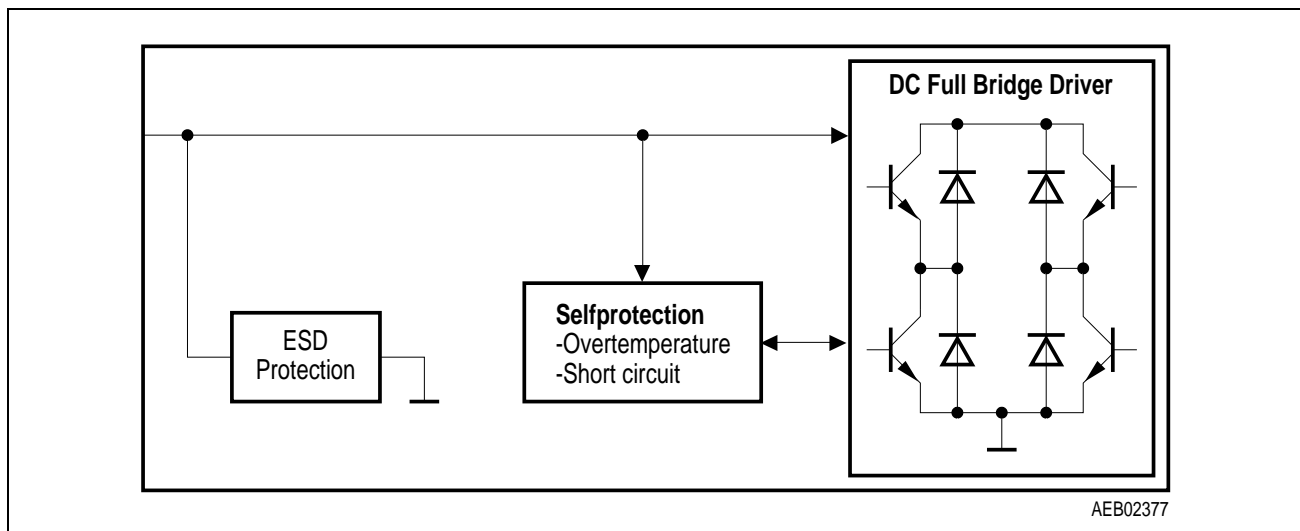 DC Full Bridge Driver
ESD
Protection
Selfprotection
-Overtemperature
-Short circuit
AEB02377